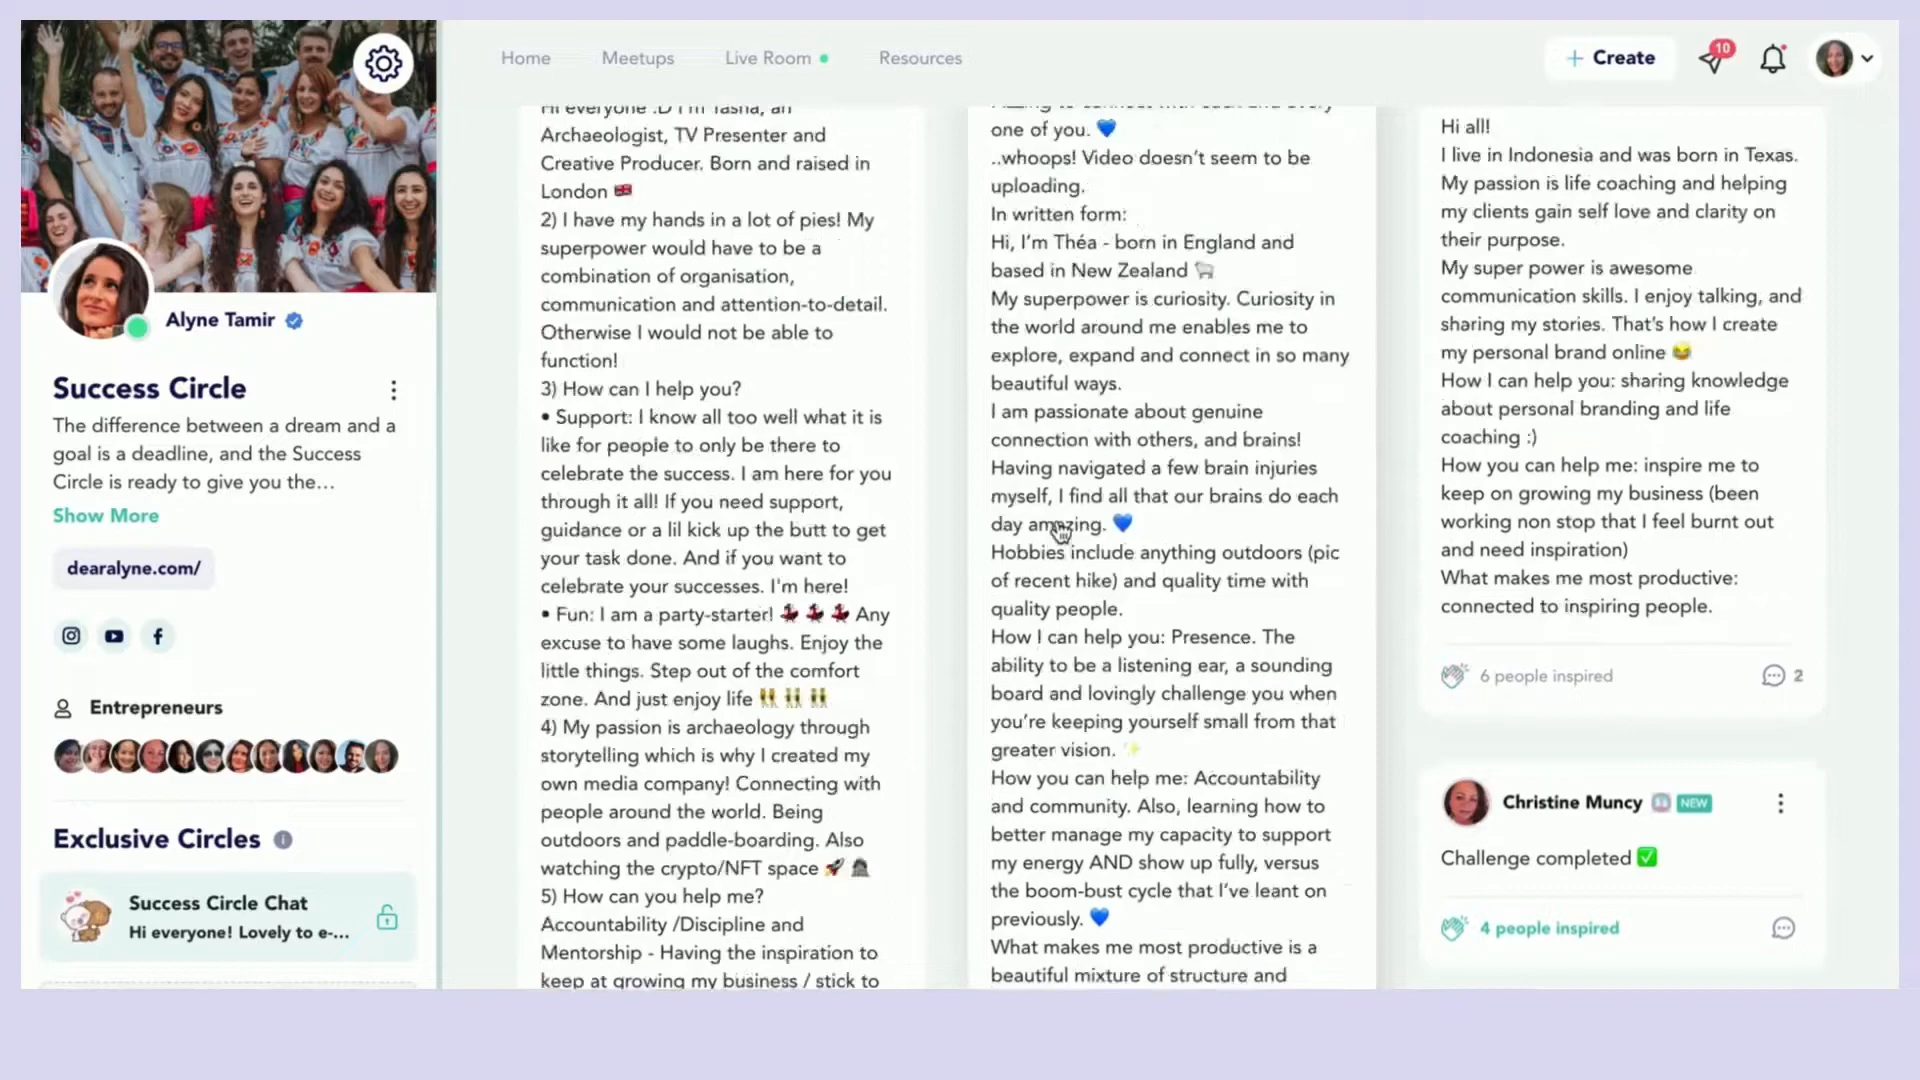 Home
Meetups
Live Room
Resources
Create
10
Alyne Tamir
Success Circle
The difference between a dream and a
goal is a deadline, and the Success
Circle is ready to give you the...
Show More
dearalyne.com/
Entrepreneurs
Exclusive Circles
Success Circle Chat
Hi everyone! Lovely to e-...
Hi everyone :D I'm Tasha, an
Archaeologist, TV Presenter and
Creative Producer. Born and raised in
London 🇬🇧
2) I have my hands in a lot of pies! My
superpower would have to be a
combination of organisation,
communication and attention-to-detail.
Otherwise I would not be able to
function!
3) How can I help you?
• Support: I know all too well what it is
like for people to only be there to
celebrate the success. I am here for you
through it all! If you need support,
guidance or a lil kick up the butt to get
your task done. And if you want to
celebrate your successes. I'm here!
• Fun: I am a party-starter! 💃 💃 💃 Any
excuse to have some laughs. Enjoy the
little things. Step out of the comfort
zone. And just enjoy life 👯 👯 👯
4) My passion is archaeology through
storytelling which is why I created my
own media company! Connecting with
people around the world. Being
outdoors and paddle-boarding. Also
watching the crypto/NFT space 🚀
5) How can you help me?
Accountability /Discipline and
Mentorship - Having the inspiration to
keep at growing my business / stick to
to connect with each and every
one of you. 💙
..whoops! Video doesn't seem to be
uploading.
In written form:
Hi, I'm Théa - born in England and
based in New Zealand 🐑
My superpower is curiosity. Curiosity in
the world around me enables me to
explore, expand and connect in so many
beautiful ways.
I am passionate about genuine
connection with others, and brains!
Having navigated a few brain injuries
myself, I find all that our brains do each
day amazing. 💙
Hobbies include anything outdoors (pic
of recent hike) and quality time with
quality people.
How I can help you: Presence. The
ability to be a listening ear, a sounding
board and lovingly challenge you when
you're keeping yourself small from that
greater vision. ✨
How you can help me: Accountability
and community. Also, learning how to
better manage my capacity to support
my energy AND show up fully, versus
the boom-bust cycle that I've leant on
previously. 💙
What makes me most productive is a
beautiful mixture of structure and
Hi all!
I live in Indonesia and was born in Texas.
My passion is life coaching and helping
my clients gain self love and clarity on
their purpose.
My super power is awesome
communication skills. I enjoy talking, and
sharing my stories. That's how I create
my personal brand online 😂
How I can help you: sharing knowledge
about personal branding and life
coaching :)
How you can help me: inspire me to
keep on growing my business (been
working non stop that I feel burnt out
and need inspiration)
What makes me most productive:
connected to inspiring people.
6 people inspired
2
Christine Muncy
NEW
Challenge completed ✅
4 people inspired